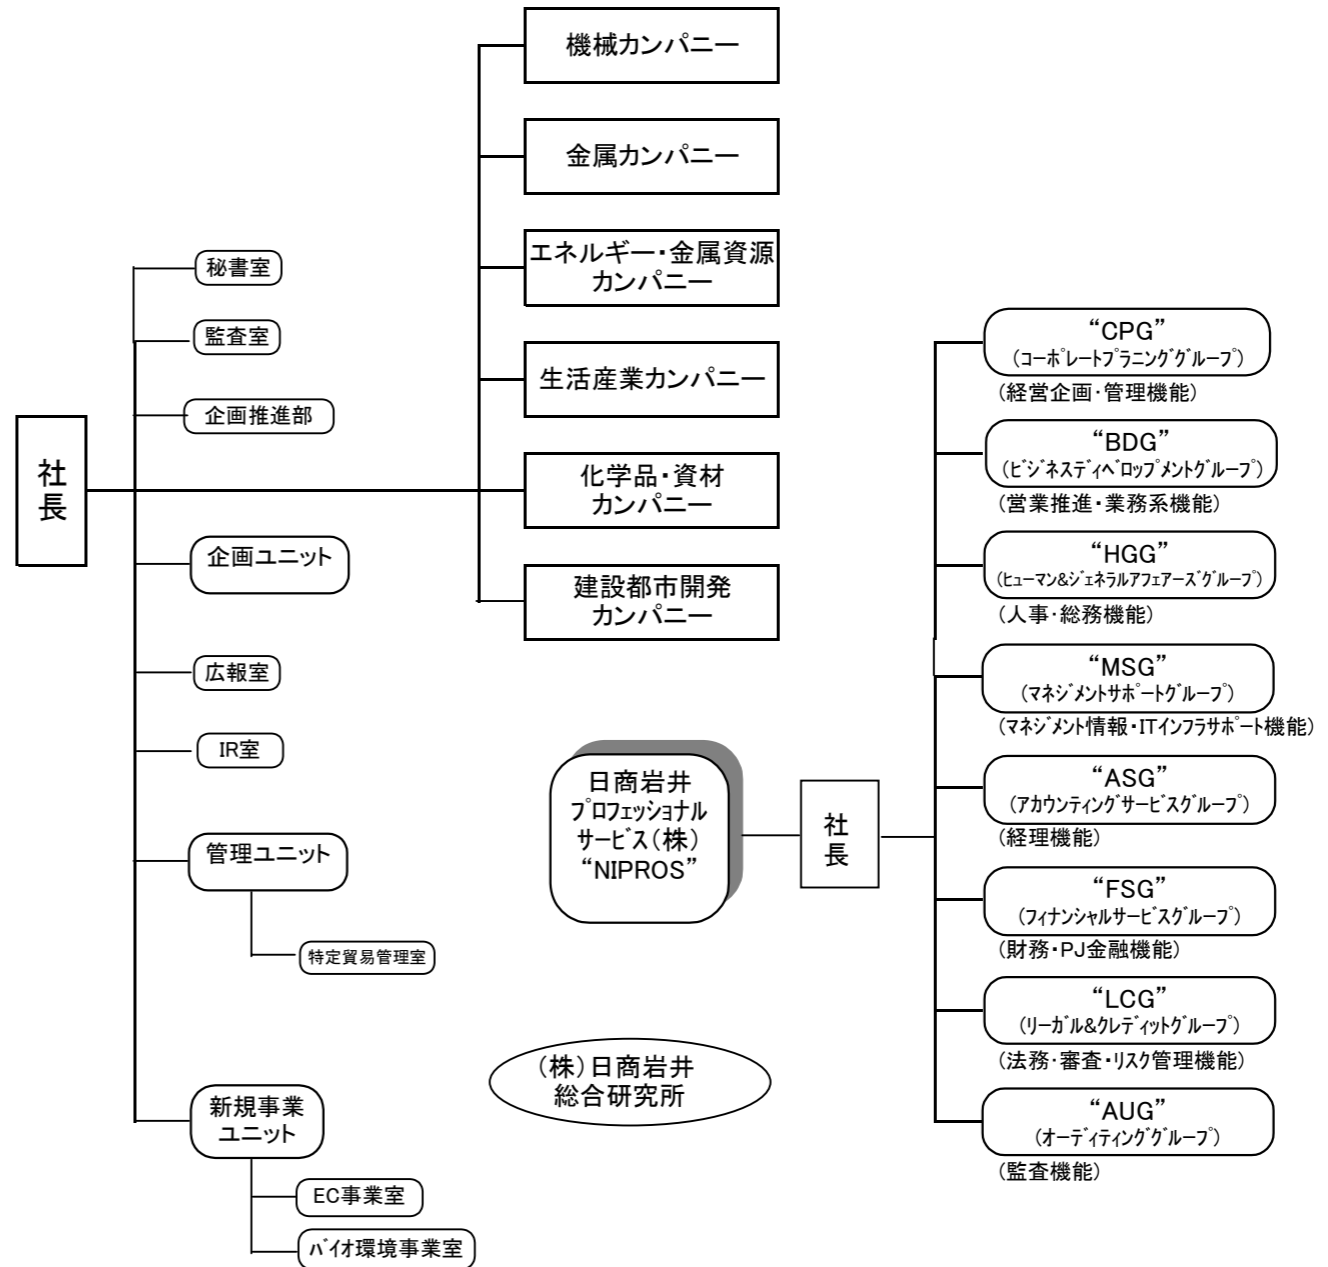 機械カンパニー
金属カンパニー
エネルギー・金属資源
カンパニー
生活産業カンパニー
化学品・資材
カンパニー
建設都市開発
カンパニー
社
長
秘書室
監査室
企画推進部
企画ユニット
広報室
IR室
管理ユニット
特定貿易管理室
新規事業
ユニット
EC事業室
ﾊﾞｲｵ環境事業室
日商岩井
ﾌﾟﾛﾌｪｯｼｮﾅﾙ
ｻｰﾋﾞｽ(株)
“NIPROS”
社
長
(株)日商岩井
総合研究所
“CPG”
(ｺｰﾎﾟﾚｰﾄﾌﾟﾗﾆﾝｸﾞｸﾞﾙｰﾌﾟ)
(経営企画・管理機能)
“BDG”
(ﾋﾞｼﾞﾈｽﾃﾞｨﾍﾞﾛｯﾌﾟﾒﾝﾄｸﾞﾙｰﾌﾟ)
(営業推進・業務系機能)
“HGG”
(ﾋｭｰﾏﾝ&ｼﾞｪﾈﾗﾙｱﾌｪｱｰｽﾞｸﾞﾙｰﾌﾟ)
(人事・総務機能)
“MSG”
(ﾏﾈｼﾞﾒﾝﾄｻﾎﾟｰﾄｸﾞﾙｰﾌﾟ)
(ﾏﾈｼﾞﾒﾝﾄ情報・ITｲﾝﾌﾗｻﾎﾟｰﾄ機能)
“ASG”
(ｱｶｳﾝﾃｨﾝｸﾞｻｰﾋﾞｽｸﾞﾙｰﾌﾟ)
(経理機能)
“FSG”
(ﾌｨﾅﾝｼｬﾙｻｰﾋﾞｽｸﾞﾙｰﾌﾟ)
(財務・PJ金融機能)
“LCG”
(ﾘｰｶﾞﾙ&ｸﾚﾃﾞｨｯﾄｸﾞﾙｰﾌﾟ)
(法務・審査・ﾘｽｸ管理機能)
“AUG”
(ｵｰﾃﾞｨﾃｨﾝｸﾞｸﾞﾙｰﾌﾟ)
(監査機能)